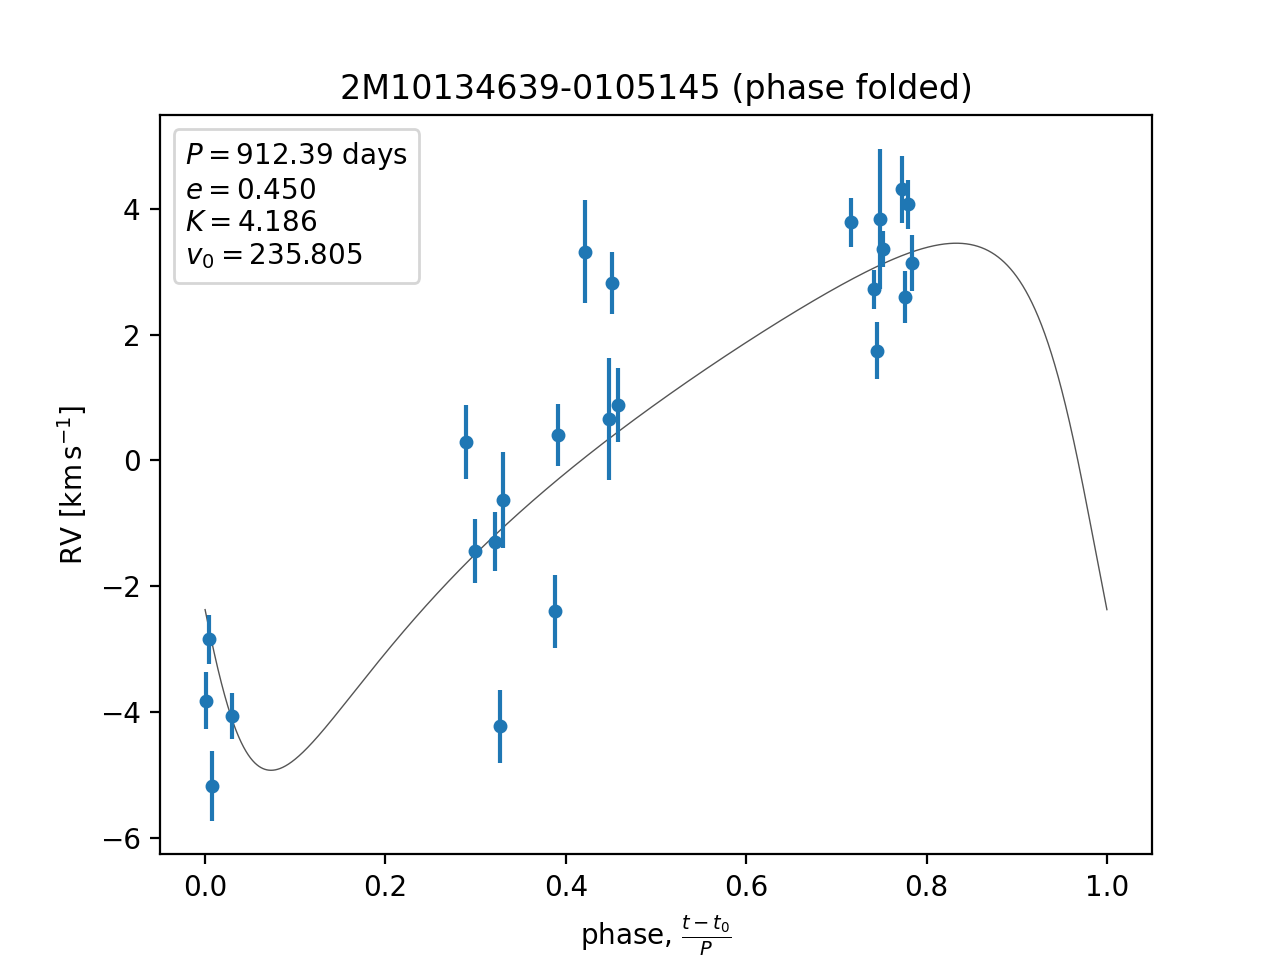 2M10134639-0105145 (phase folded)
P = 912.39 days
e = 0.450
K = 4.186
v₀ = 235.805
RV [km s⁻¹]
4
2
0
−2
−4
−6
0.0 0.2 0.4 0.6 0.8 1.0
phase, (t − t₀)/P